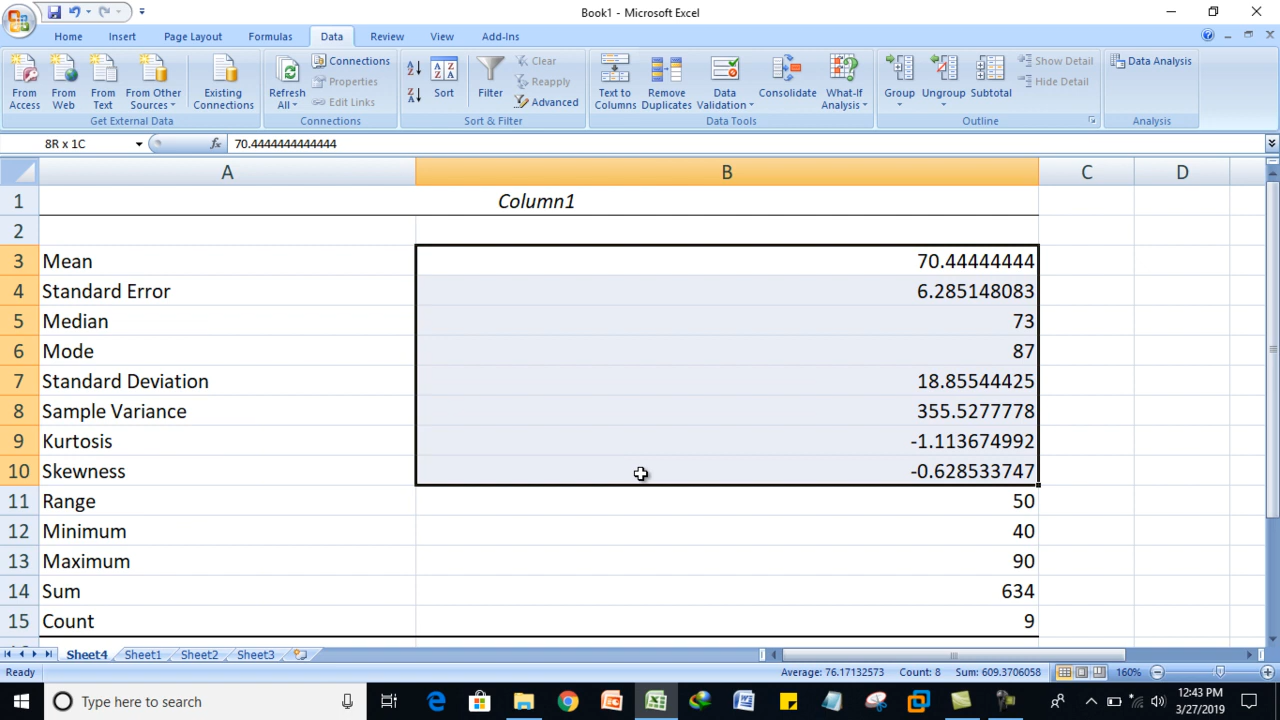 Book1 - Microsoft Excel
Home Insert Page Layout Formulas Data Review View Add-Ins
From Access
From Web
From Text
From Other Sources
Existing Connections
Refresh All
Connections
Properties
Edit Links
Sort
Filter
Clear
Reapply
Advanced
Text to Columns
Remove Duplicates
Data Validation
Consolidate
What-If Analysis
Group
Ungroup
Subtotal
Show Detail
Hide Detail
Data Analysis
Get External Data Connections Sort & Filter Data Tools Outline Analysis
8R x 1C fx 70.4444444444444
A B C D
1 Column1
2
3 Mean 70.44444444
4 Standard Error 6.285148083
5 Median 73
6 Mode 87
7 Standard Deviation 18.85544425
8 Sample Variance 355.5277778
9 Kurtosis -1.113674992
10 Skewness -0.628533747
11 Range 50
12 Minimum 40
13 Maximum 90
14 Sum 634
15 Count 9
Sheet4 Sheet1 Sheet2 Sheet3
Ready Average: 76.17132573 Count: 8 Sum: 609.3706058 160%
Type here to search
12:43 PM
3/27/2019